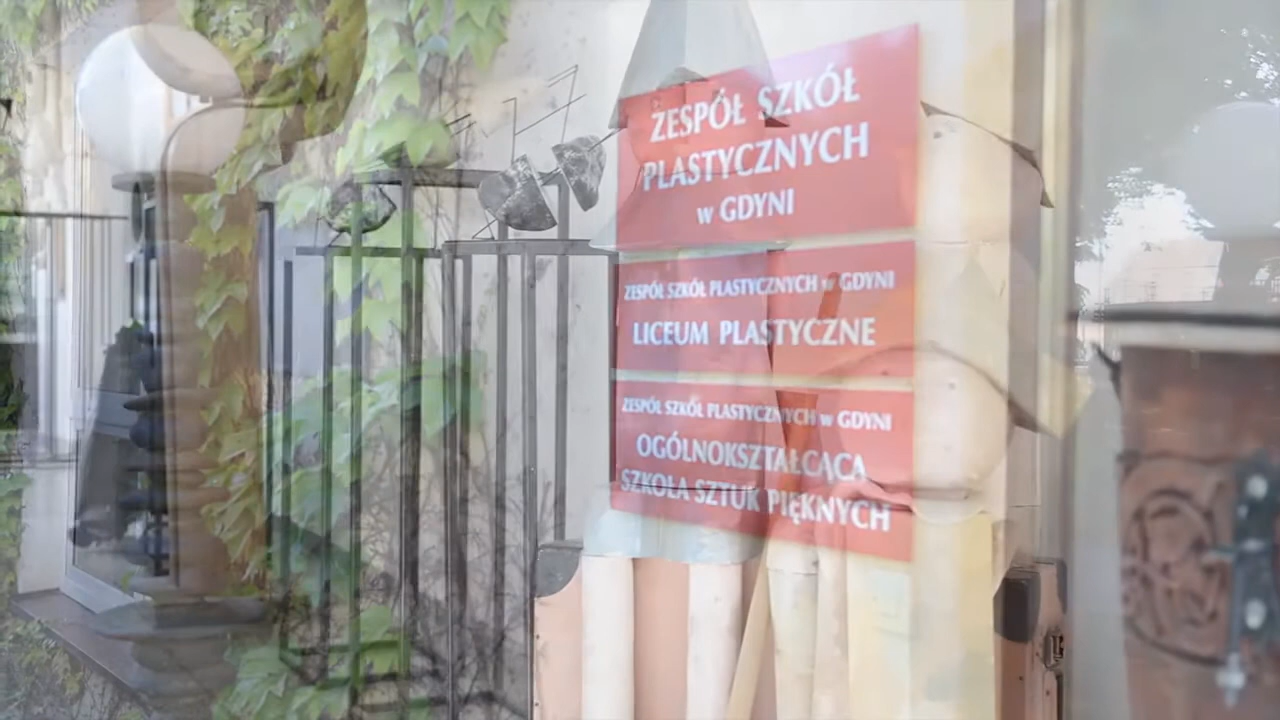 ZESPÓŁ SZKÓŁ
PLASTYCZNYCH
w GDYNI
ZESPÓŁ SZKÓŁ PLASTYCZNYCH w GDYNI
LICEUM PLASTYCZNE
ZESPÓŁ SZKÓŁ PLASTYCZNYCH w GDYNI
OGÓLNOKSZTAŁCĄCA
SZKOŁA SZTUK PIĘKNYCH